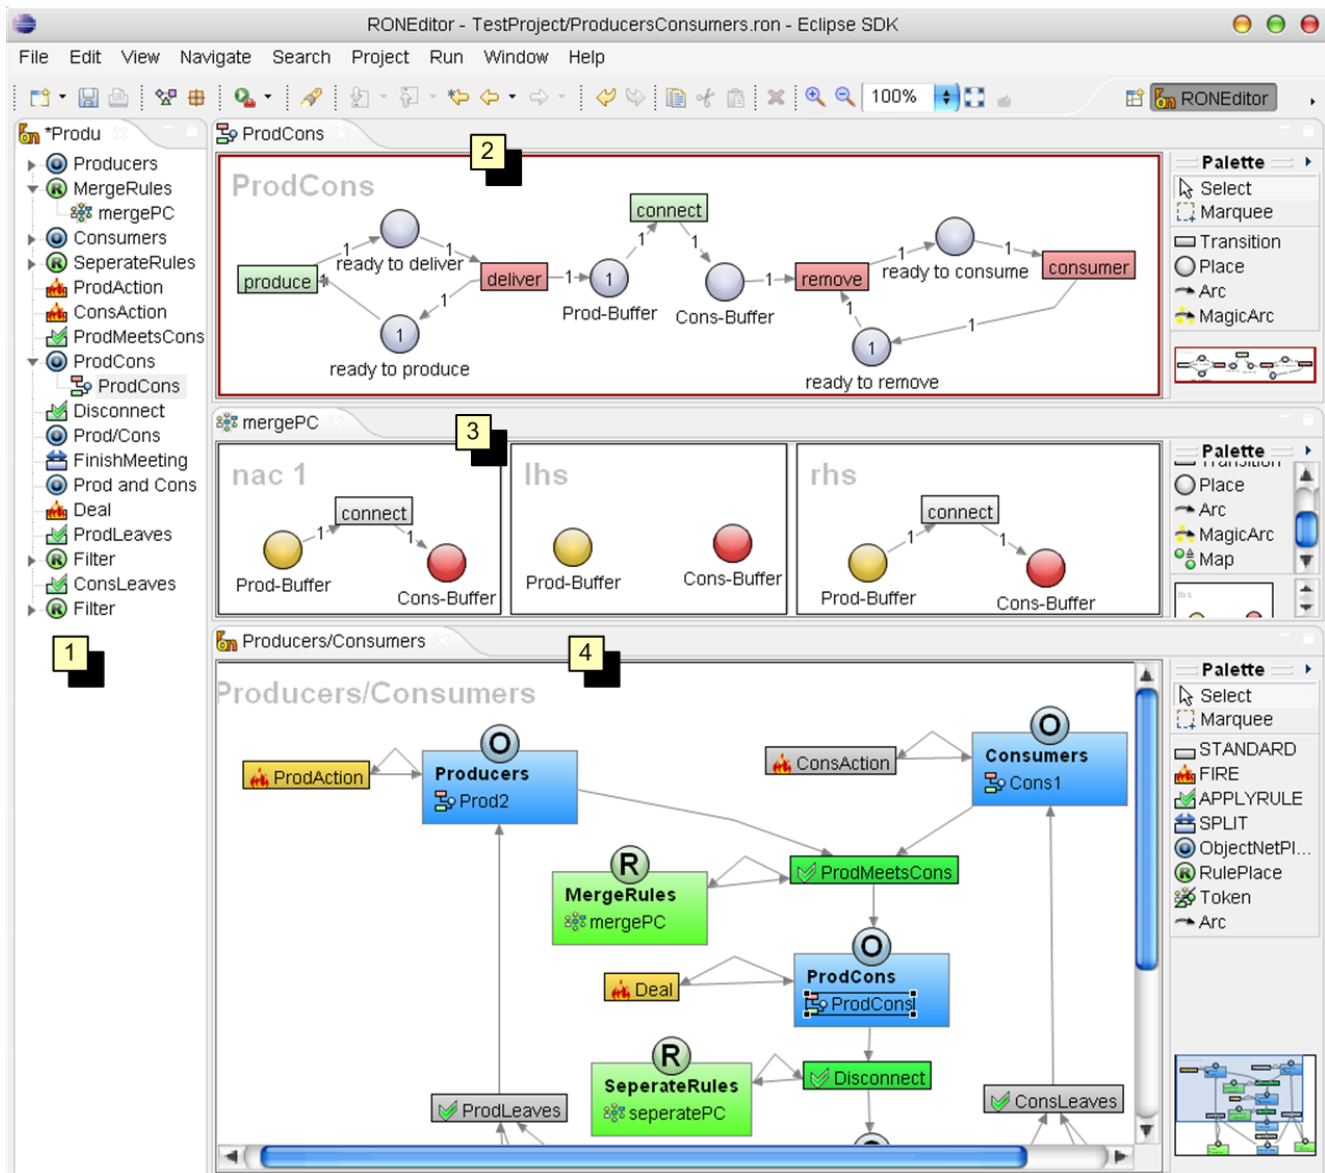 RONEditor - TestProject/ProducersConsumers.ron - Eclipse SDK
File Edit View Navigate Search Project Run Window Help
100%
RONEditor
*Produ
Producers
MergeRules
mergePC
Consumers
SeperateRules
ProdAction
ConsAction
ProdMeetsCons
ProdCons
ProdCons
Disconnect
Prod/Cons
FinishMeeting
Prod and Cons
Deal
ProdLeaves
Filter
ConsLeaves
Filter
1
ProdCons
2
ProdCons
connect
1
1
1
1
1
1
ready to deliver
ready to consume
produce
1
deliver
1
1
1
remove
consumer
Prod-Buffer
Cons-Buffer
1
1
1
1
1
ready to produce
ready to remove
Palette
Select
Marquee
Transition
Place
Arc
MagicArc
mergePC
3
nac 1
connect
1
1
Prod-Buffer
Cons-Buffer
lhs
Prod-Buffer
Cons-Buffer
rhs
connect
1
1
Prod-Buffer
Cons-Buffer
Palette
Transition
Place
Arc
MagicArc
Map
lhs
Producers/Consumers
4
Producers/Consumers
O
O
ProdAction
Producers
Prod2
ConsAction
Consumers
Cons1
R
ProdMeetsCons
MergeRules
mergePC
O
ProdCons
ProdCons
Deal
R
SeperateRules
seperatePC
Disconnect
ProdLeaves
ConsLeaves
Palette
Select
Marquee
STANDARD
FIRE
APPLYRULE
SPLIT
ObjectNetPl...
RulePlace
Token
Arc